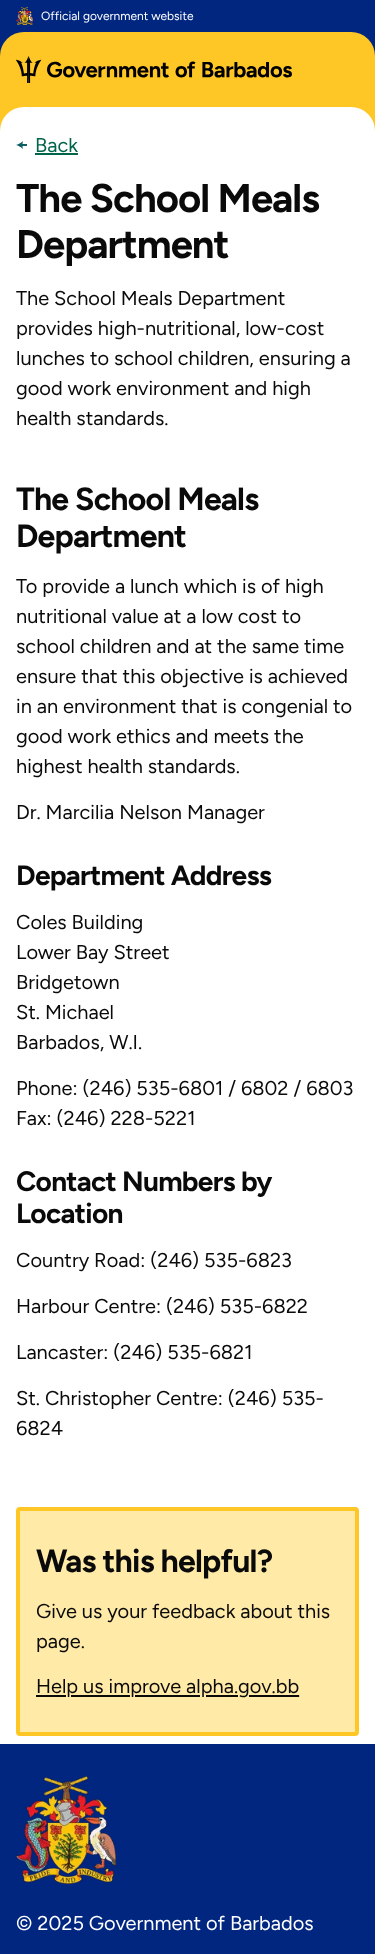 Official government website
Government of Barbados
Back
The School Meals
Department
The School Meals Department
provides high-nutritional, low-cost
lunches to school children, ensuring a
good work environment and high
health standards.
The School Meals
Department
To provide a lunch which is of high
nutritional value at a low cost to
school children and at the same time
ensure that this objective is achieved
in an environment that is congenial to
good work ethics and meets the
highest health standards.
Dr. Marcilia Nelson Manager
Department Address
Coles Building
Lower Bay Street
Bridgetown
St. Michael
Barbados, W.I.
Phone: (246) 535-6801 / 6802 / 6803
Fax: (246) 228-5221
Contact Numbers by
Location
Country Road: (246) 535-6823
Harbour Centre: (246) 535-6822
Lancaster: (246) 535-6821
St. Christopher Centre: (246) 535-
6824
Was this helpful?
Give us your feedback about this
page.
Help us improve alpha.gov.bb
PRIDE AND INDUSTRY
© 2025 Government of Barbados